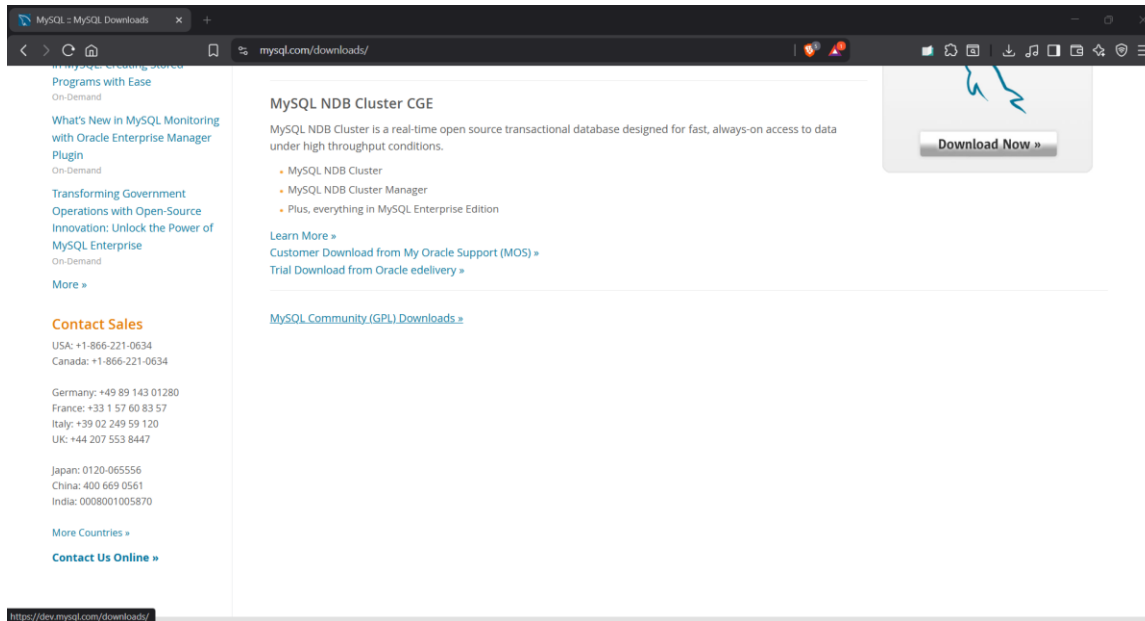 MySQL :: MySQL Downloads
mysql.com/downloads/
Programs with Ease
On-Demand
What's New in MySQL Monitoring
with Oracle Enterprise Manager
Plugin
On-Demand
Transforming Government
Operations with Open-Source
Innovation: Unlock the Power of
MySQL Enterprise
On-Demand
More »
Contact Sales
USA: +1-866-221-0634
Canada: +1-866-221-0634
Germany: +49 89 143 01280
France: +33 1 57 60 83 57
Italy: +39 02 249 59 120
UK: +44 207 553 8447
Japan: 0120-065556
China: 400 669 0561
India: 0008001005870
More Countries »
Contact Us Online »
MySQL NDB Cluster CGE
MySQL NDB Cluster is a real-time open source transactional database designed for fast, always-on access to data
under high throughput conditions.
MySQL NDB Cluster
MySQL NDB Cluster Manager
Plus, everything in MySQL Enterprise Edition
Learn More »
Customer Download from My Oracle Support (MOS) »
Trial Download from Oracle edelivery »
MySQL Community (GPL) Downloads »
Download Now »
https://dev.mysql.com/downloads/